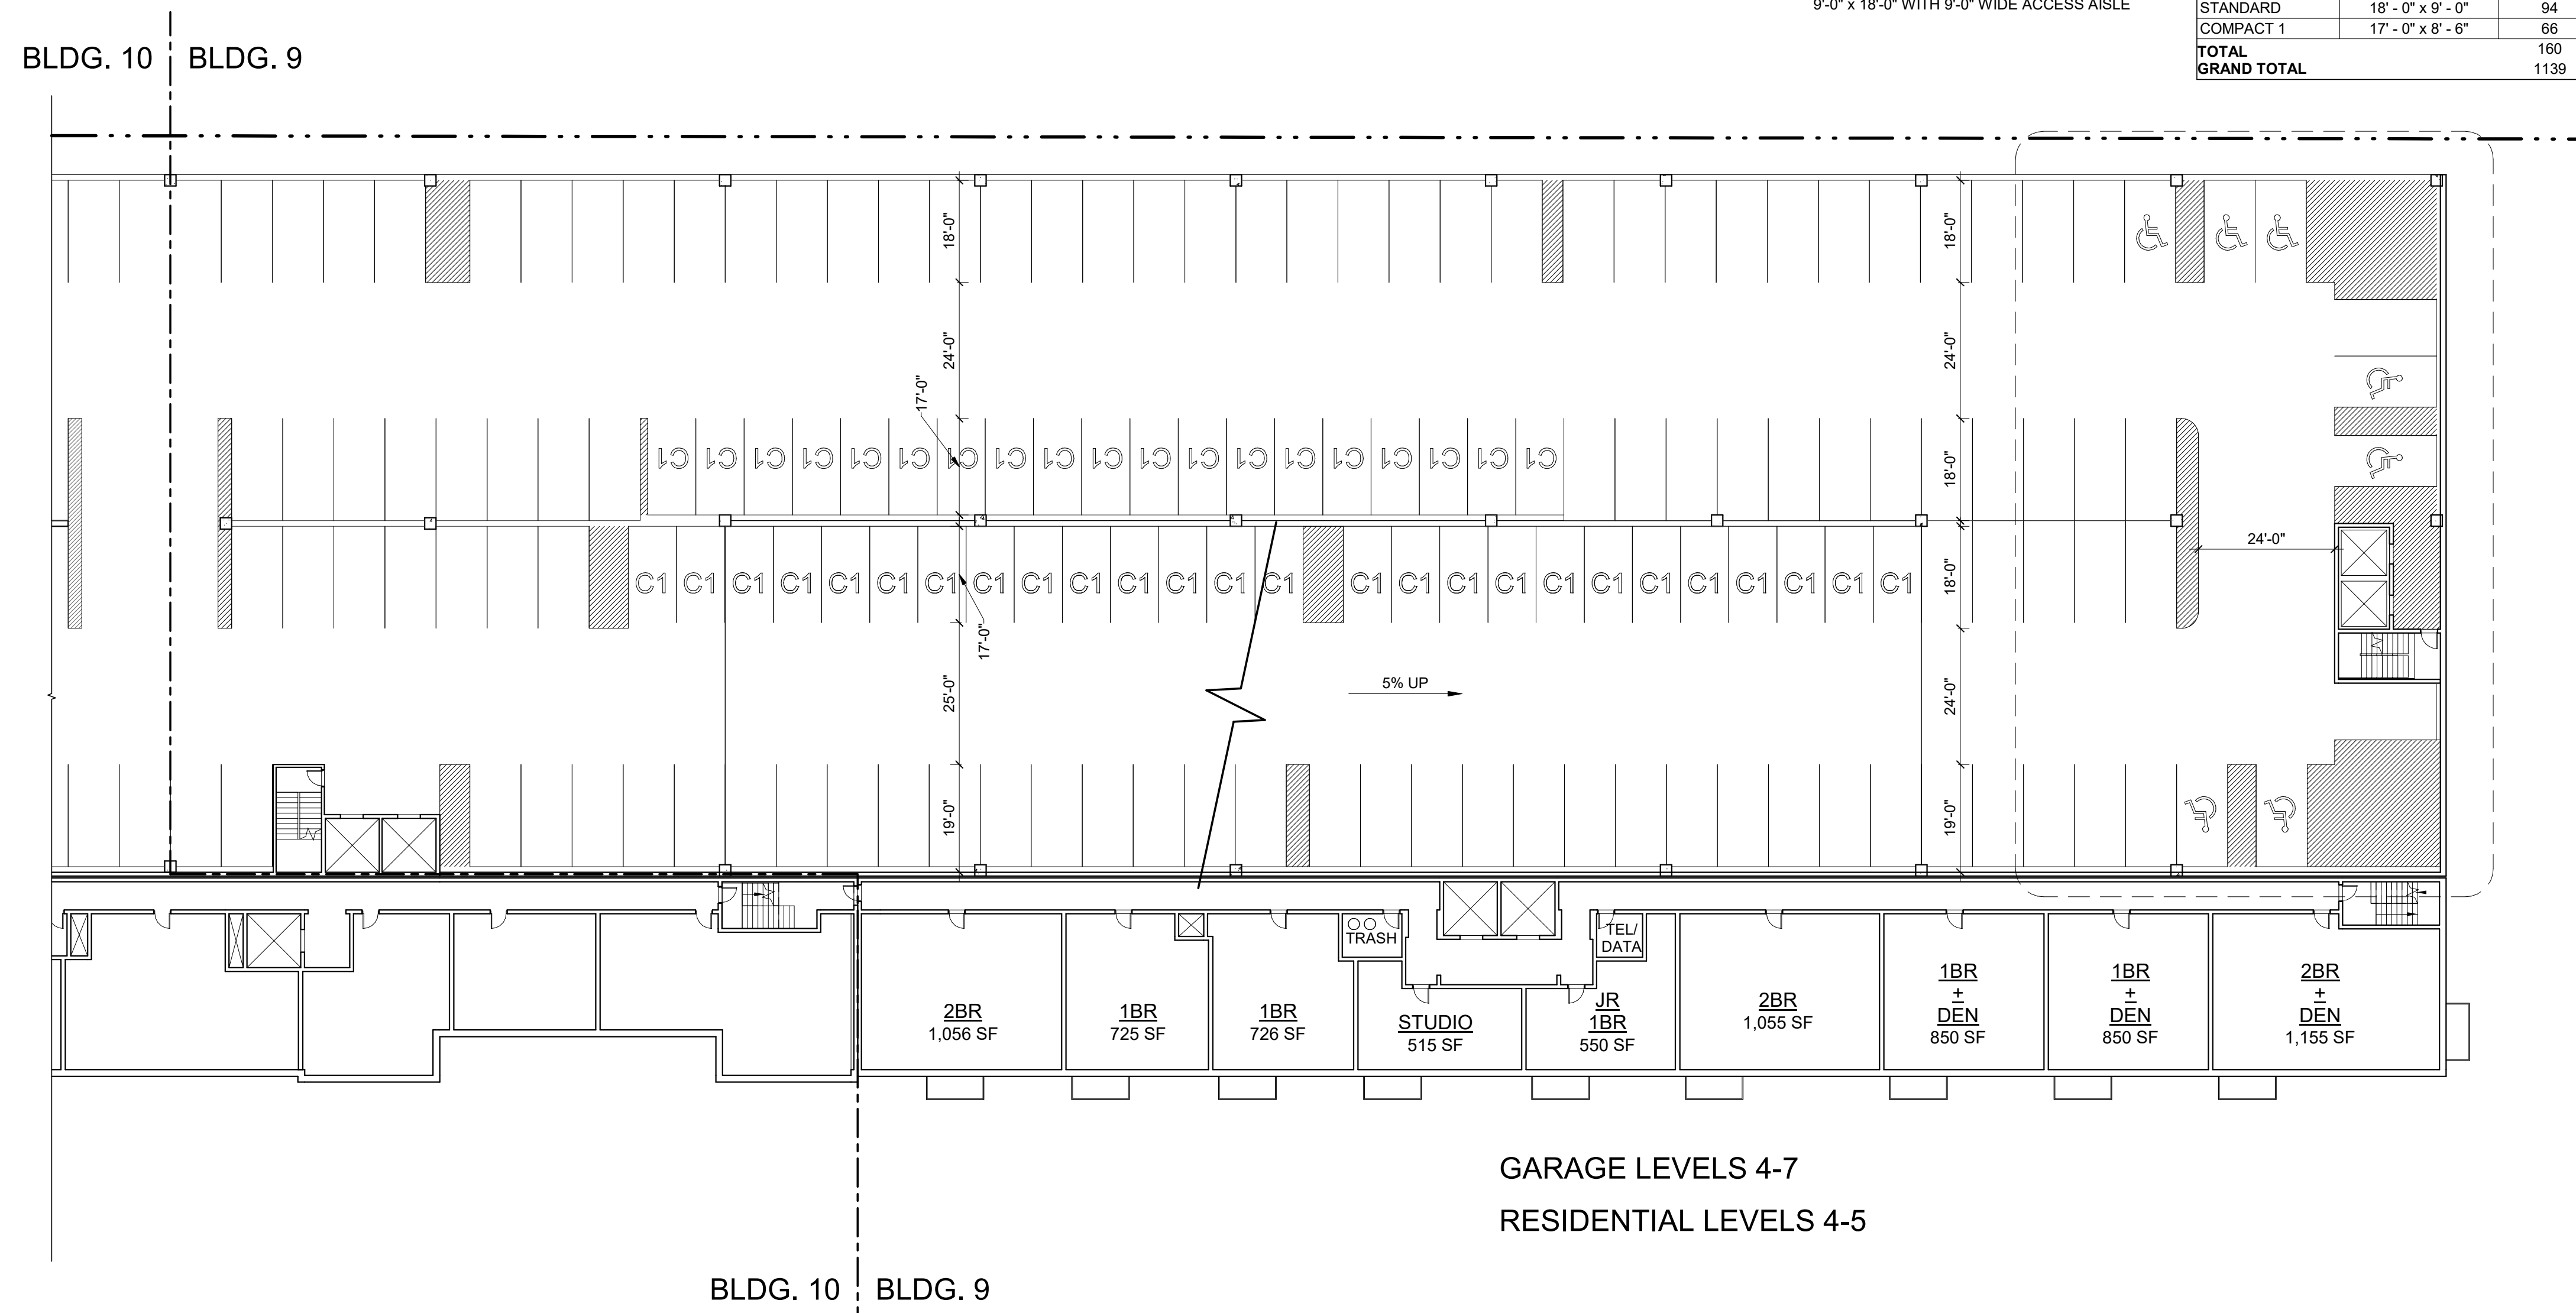 9'-0" x 18'-0" WITH 9'-0" WIDE ACCESS AISLE
STANDARD 18' - 0" x 9' - 0" 94
COMPACT 1 17' - 0" x 8' - 6" 66
TOTAL 160
GRAND TOTAL 1139
BLDG. 10 BLDG. 9
18'-0" 18'-0"
24'-0" 24'-0"
17'-0"
C1 C1 C1 C1 C1 C1 C1 C1 C1 C1 C1 C1 C1 C1 C1 C1 C1 C1 C1
18'-0"
24'-0"
C1 C1 C1 C1 C1 C1 C1 C1 C1 C1 C1 C1 C1 C1 C1 C1 C1 C1 C1 C1 C1 C1 C1 C1 C1 C1
18'-0"
17'-0"
25'-0" 5% UP 24'-0"
19'-0" 19'-0"
TRASH
TEL/
DATA
2BR
1,056 SF
1BR
725 SF
1BR
726 SF
STUDIO
515 SF
JR
1BR
550 SF
2BR
1,055 SF
1BR
+
DEN
850 SF
1BR
+
DEN
850 SF
2BR
+
DEN
1,155 SF
GARAGE LEVELS 4-7
RESIDENTIAL LEVELS 4-5
BLDG. 10 BLDG. 9